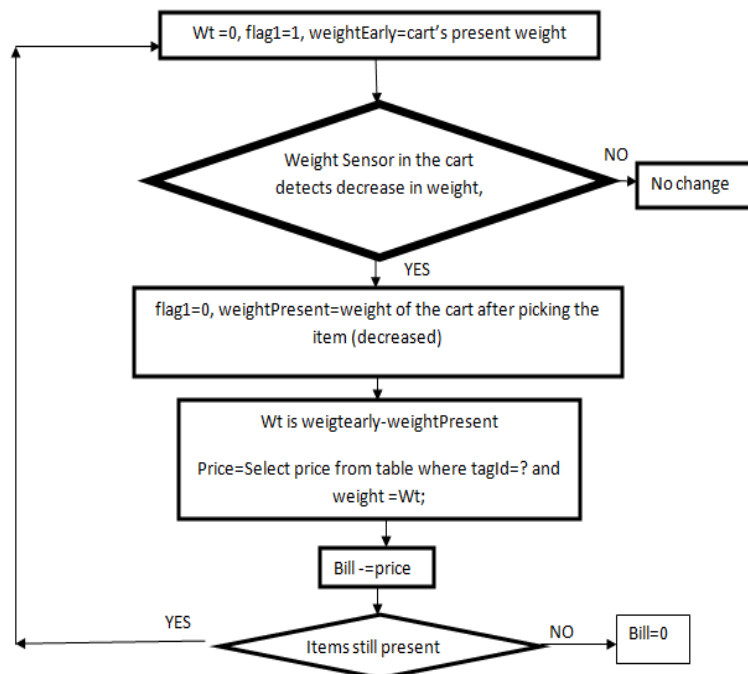 Wt =0, flag1=1, weightEarly=cart’s present weight
Weight Sensor in the cart
detects decrease in weight,
NO
No change
YES
flag1=0, weightPresent=weight of the cart after picking the
item (decreased)
Wt is weigtearly-weightPresent
Price=Select price from table where tagId=? and
weight =Wt;
Bill -=price
YES
Items still present
NO
Bill=0